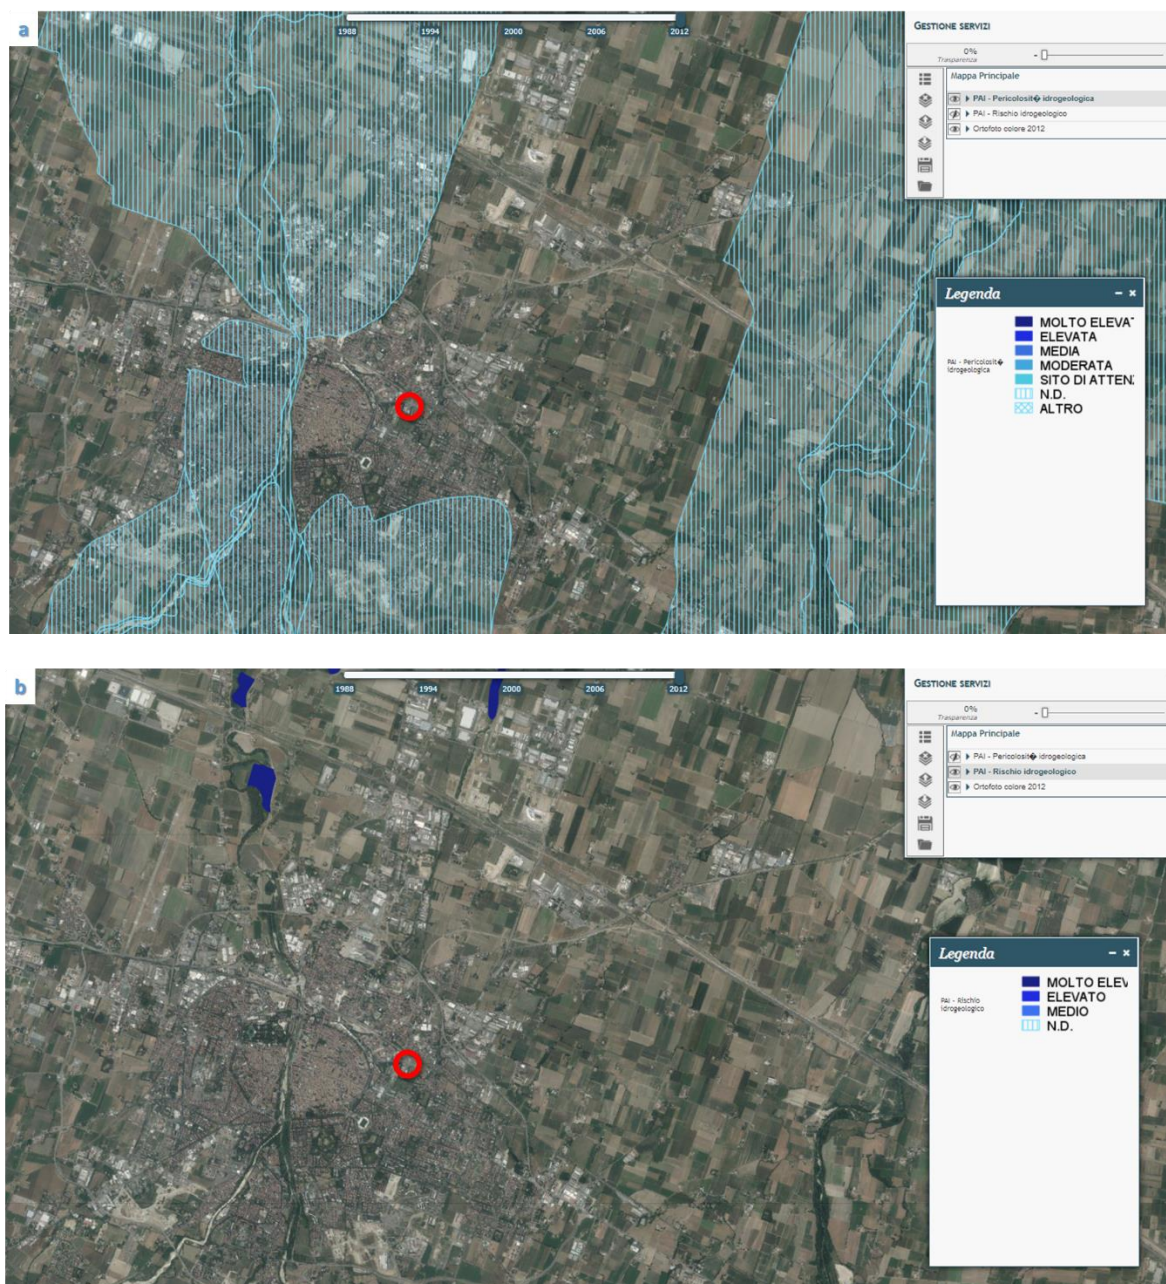 a
1988 1994 2000 2006 2012
GESTIONE SERVIZI
0%
Trasparenza
-
Mappa Principale
PAI - Pericolosit� idrogeologica
PAI - Rischio idrogeologico
Ortofoto colore 2012
Legenda
– ×
PAI - Pericolosit�
idrogeologica
MOLTO ELEVAT
ELEVATA
MEDIA
MODERATA
SITO DI ATTENZ
N.D.
ALTRO
b
1988 1994 2000 2006 2012
GESTIONE SERVIZI
0%
Trasparenza
-
Mappa Principale
PAI - Pericolosit� idrogeologica
PAI - Rischio idrogeologico
Ortofoto colore 2012
Legenda
– ×
PAI - Rischio
idrogeologico
MOLTO ELEV
ELEVATO
MEDIO
N.D.